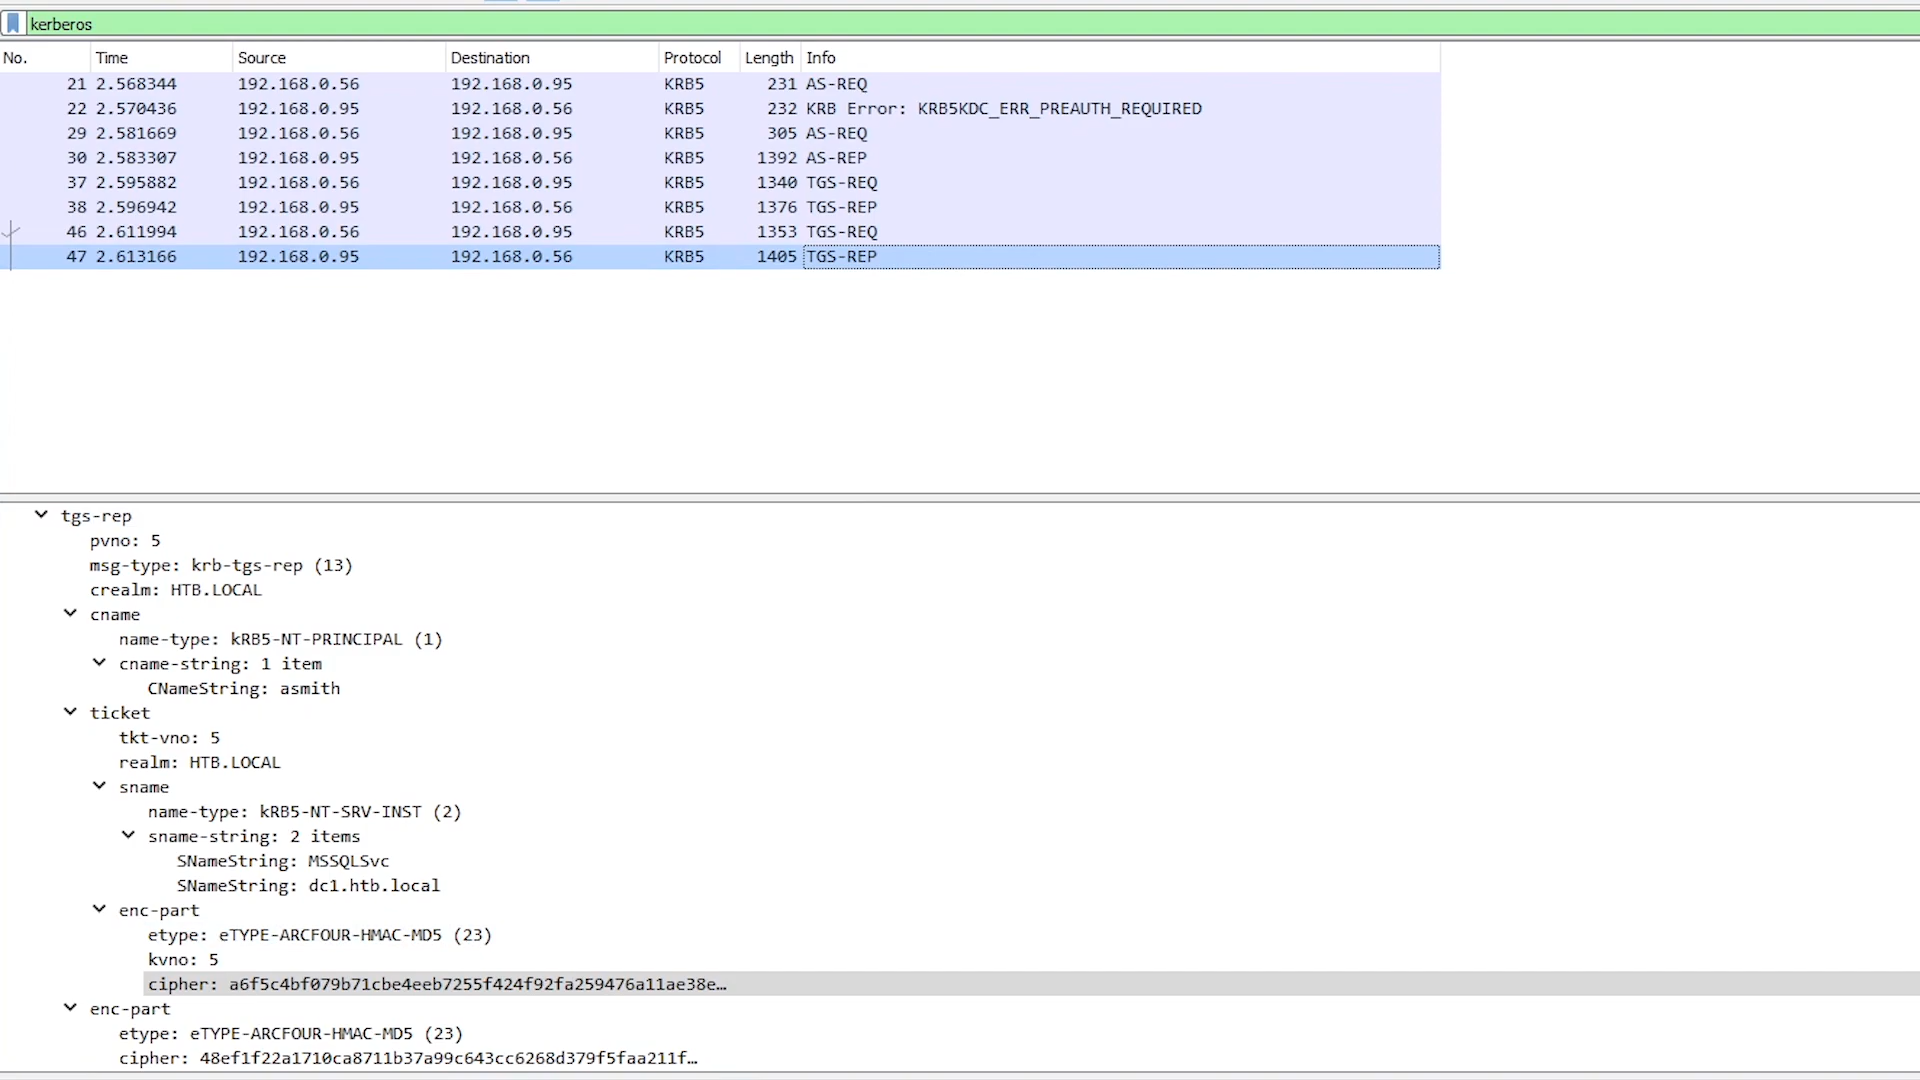 kerberos
No. Time Source Destination Protocol Length Info
21 2.568344 192.168.0.56 192.168.0.95 KRB5 231 AS-REQ
22 2.570436 192.168.0.95 192.168.0.56 KRB5 232 KRB Error: KRB5KDC_ERR_PREAUTH_REQUIRED
29 2.581669 192.168.0.56 192.168.0.95 KRB5 305 AS-REQ
30 2.583307 192.168.0.95 192.168.0.56 KRB5 1392 AS-REP
37 2.595882 192.168.0.56 192.168.0.95 KRB5 1340 TGS-REQ
38 2.596942 192.168.0.95 192.168.0.56 KRB5 1376 TGS-REP
46 2.611994 192.168.0.56 192.168.0.95 KRB5 1353 TGS-REQ
47 2.613166 192.168.0.95 192.168.0.56 KRB5 1405 TGS-REP
tgs-rep
pvno: 5
msg-type: krb-tgs-rep (13)
crealm: HTB.LOCAL
cname
name-type: kRB5-NT-PRINCIPAL (1)
cname-string: 1 item
CNameString: asmith
ticket
tkt-vno: 5
realm: HTB.LOCAL
sname
name-type: kRB5-NT-SRV-INST (2)
sname-string: 2 items
SNameString: MSSQLSvc
SNameString: dc1.htb.local
enc-part
etype: eTYPE-ARCFOUR-HMAC-MD5 (23)
kvno: 5
cipher: a6f5c4bf079b71cbe4eeb7255f424f92fa259476a11ae38e…
enc-part
etype: eTYPE-ARCFOUR-HMAC-MD5 (23)
cipher: 48ef1f22a1710ca8711b37a99c643cc6268d379f5faa211f…